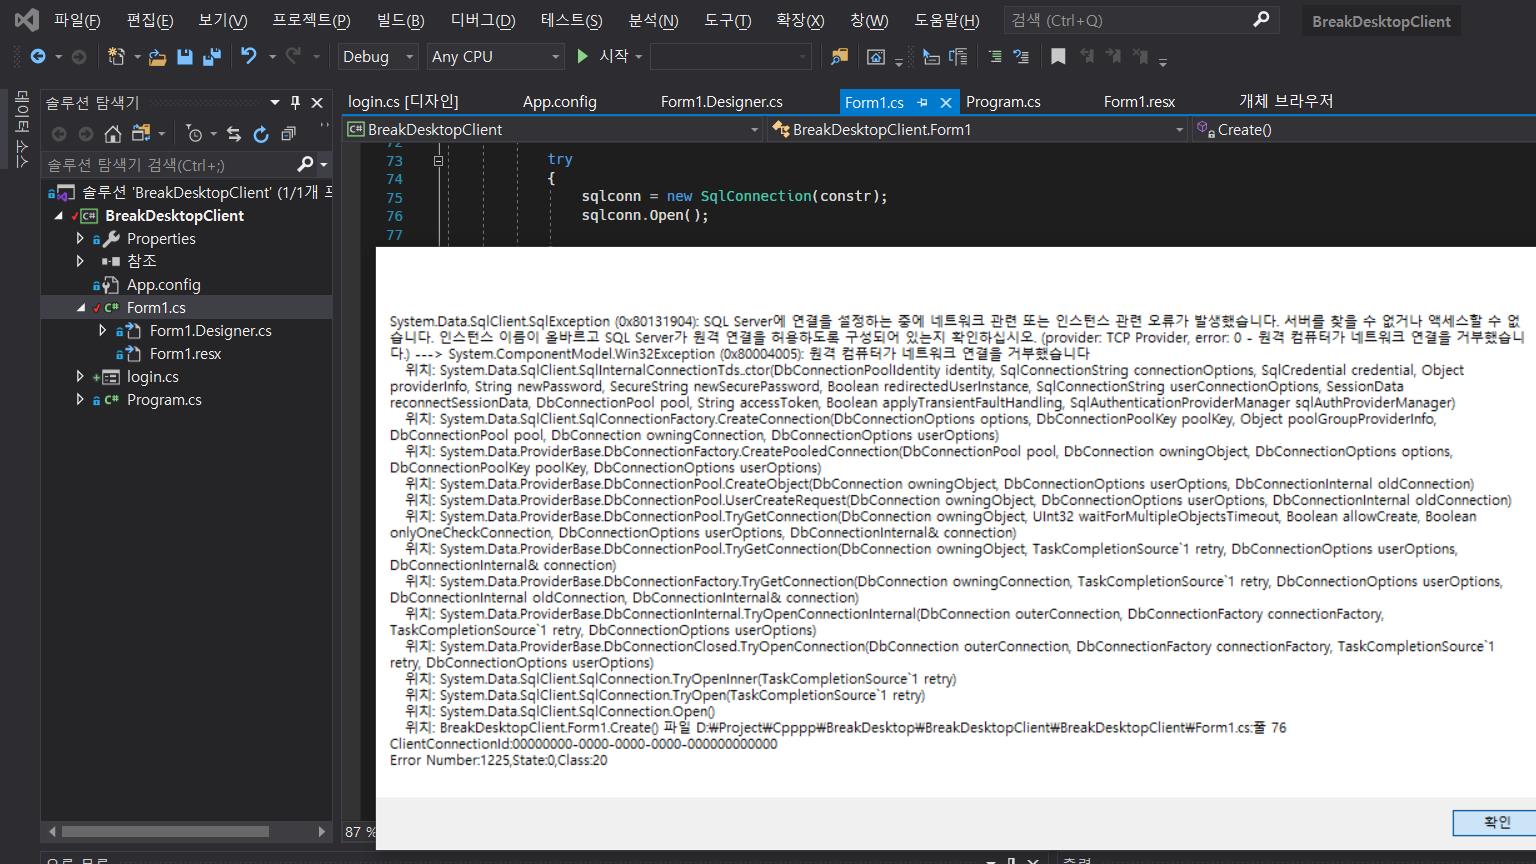 파일(F) 편집(E) 보기(V) 프로젝트(P) 빌드(B) 디버그(D) 테스트(S) 분석(N) 도구(T) 확장(X) 창(W) 도움말(H) 검색 (Ctrl+Q) BreakDesktopClient
Debug Any CPU 시작
데이터 소스
솔루션 탐색기
솔루션 탐색기 검색(Ctrl+;)
솔루션 'BreakDesktopClient' (1/1개 프
BreakDesktopClient
Properties
참조
App.config
Form1.cs
Form1.Designer.cs
Form1.resx
login.cs
Program.cs
login.cs [디자인] App.config Form1.Designer.cs Form1.cs Program.cs Form1.resx 개체 브라우저
BreakDesktopClient BreakDesktopClient.Form1 Create()
72
73 try
74 {
75 sqlconn = new SqlConnection(constr);
76 sqlconn.Open();
77
System.Data.SqlClient.SqlException (0x80131904): SQL Server에 연결을 설정하는 중에 네트워크 관련 또는 인스턴스 관련 오류가 발생했습니다. 서버를 찾을 수 없거나 액세스할 수 없
습니다. 인스턴스 이름이 올바르고 SQL Server가 원격 연결을 허용하도록 구성되어 있는지 확인하십시오. (provider: TCP Provider, error: 0 - 원격 컴퓨터가 네트워크 연결을 거부했습니
다.) ---> System.ComponentModel.Win32Exception (0x80004005): 원격 컴퓨터가 네트워크 연결을 거부했습니다
위치: System.Data.SqlClient.SqlInternalConnectionTds..ctor(DbConnectionPoolIdentity identity, SqlConnectionString connectionOptions, SqlCredential credential, Object
providerInfo, String newPassword, SecureString newSecurePassword, Boolean redirectedUserInstance, SqlConnectionString userConnectionOptions, SessionData
reconnectSessionData, DbConnectionPool pool, String accessToken, Boolean applyTransientFaultHandling, SqlAuthenticationProviderManager sqlAuthProviderManager)
위치: System.Data.SqlClient.SqlConnectionFactory.CreateConnection(DbConnectionOptions options, DbConnectionPoolKey poolKey, Object poolGroupProviderInfo,
DbConnectionPool pool, DbConnection owningConnection, DbConnectionOptions userOptions)
위치: System.Data.ProviderBase.DbConnectionFactory.CreatePooledConnection(DbConnectionPool pool, DbConnection owningObject, DbConnectionOptions options,
DbConnectionPoolKey poolKey, DbConnectionOptions userOptions)
위치: System.Data.ProviderBase.DbConnectionPool.CreateObject(DbConnection owningObject, DbConnectionOptions userOptions, DbConnectionInternal oldConnection)
위치: System.Data.ProviderBase.DbConnectionPool.UserCreateRequest(DbConnection owningObject, DbConnectionOptions userOptions, DbConnectionInternal oldConnection)
위치: System.Data.ProviderBase.DbConnectionPool.TryGetConnection(DbConnection owningObject, UInt32 waitForMultipleObjectsTimeout, Boolean allowCreate, Boolean
onlyOneCheckConnection, DbConnectionOptions userOptions, DbConnectionInternal& connection)
위치: System.Data.ProviderBase.DbConnectionPool.TryGetConnection(DbConnection owningObject, TaskCompletionSource`1 retry, DbConnectionOptions userOptions,
DbConnectionInternal& connection)
위치: System.Data.ProviderBase.DbConnectionFactory.TryGetConnection(DbConnection owningConnection, TaskCompletionSource`1 retry, DbConnectionOptions userOptions,
DbConnectionInternal oldConnection, DbConnectionInternal& connection)
위치: System.Data.ProviderBase.DbConnectionInternal.TryOpenConnectionInternal(DbConnection outerConnection, DbConnectionFactory connectionFactory,
TaskCompletionSource`1 retry, DbConnectionOptions userOptions)
위치: System.Data.ProviderBase.DbConnectionClosed.TryOpenConnection(DbConnection outerConnection, DbConnectionFactory connectionFactory, TaskCompletionSource`1
retry, DbConnectionOptions userOptions)
위치: System.Data.SqlClient.SqlConnection.TryOpenInner(TaskCompletionSource`1 retry)
위치: System.Data.SqlClient.SqlConnection.TryOpen(TaskCompletionSource`1 retry)
위치: System.Data.SqlClient.SqlConnection.Open()
위치: BreakDesktopClient.Form1.Create() 파일 D:₩Project₩Cpppp₩BreakDesktop₩BreakDesktopClient₩BreakDesktopClient₩Form1.cs:줄 76
ClientConnectionId:00000000-0000-0000-0000-000000000000
Error Number:1225,State:0,Class:20
확인
87 %
오류 목록 출력